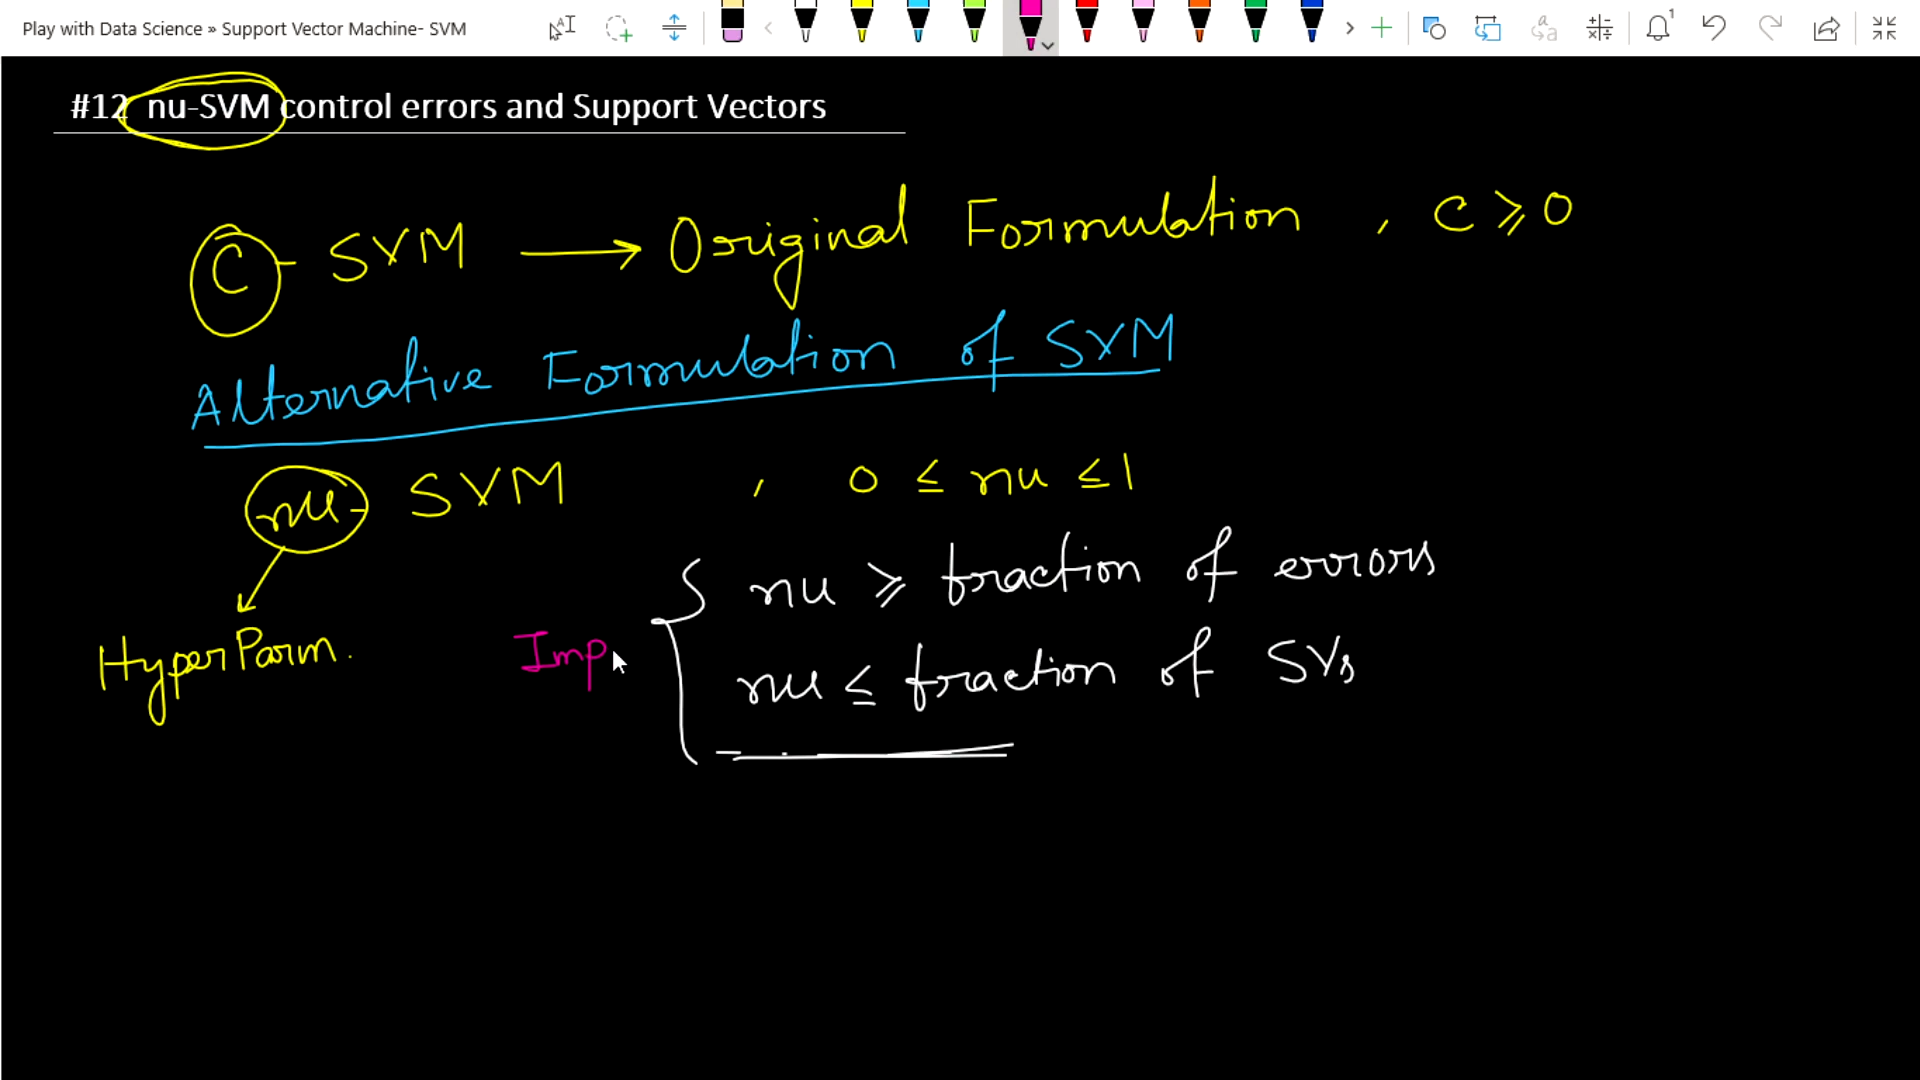 Play with Data Science » Support Vector Machine- SVM
#12 nu-SVM control errors and Support Vectors
C - SVM → Original Formulation , C ≥ 0
Alternative Formulation of SVM
nu - SVM , 0 ≤ nu ≤ 1
nu ≥ fraction of errors
HyperParm. Imp
nu ≤ fraction of SVs